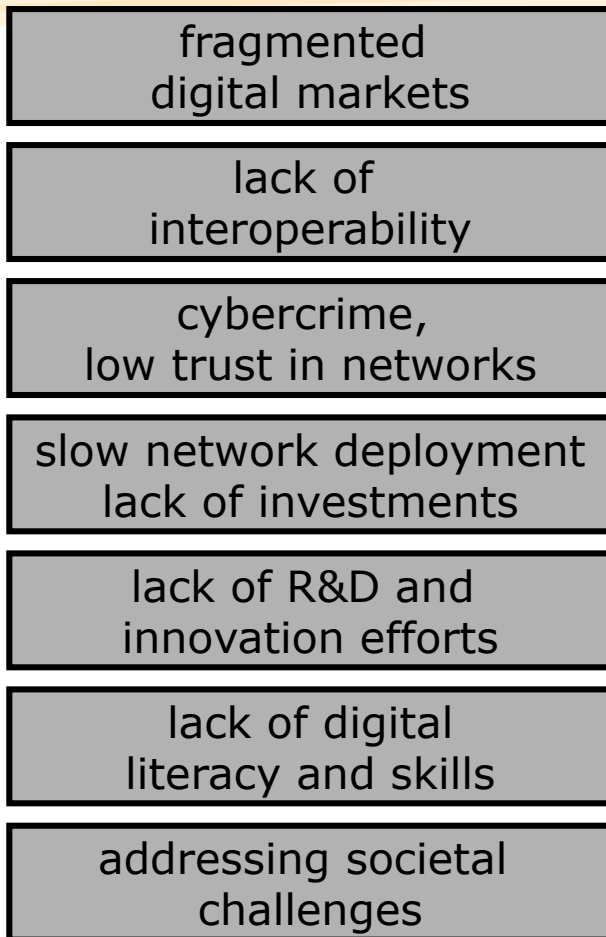 fragmented
digital markets
lack of
interoperability
cybercrime,
low trust in networks
slow network deployment
lack of investments
lack of R&D and
innovation efforts
lack of digital
literacy and skills
addressing societal
challenges